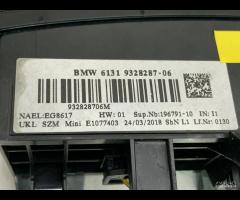 BMW 6131 9328287-06
932828706M
NAEL:EG8617 HW: 01 Sup.Nb:196791-10 IN: I1
UKL SZM Mini E1077403 24/03/2018 SbN L1 Lf.Nr: 0130